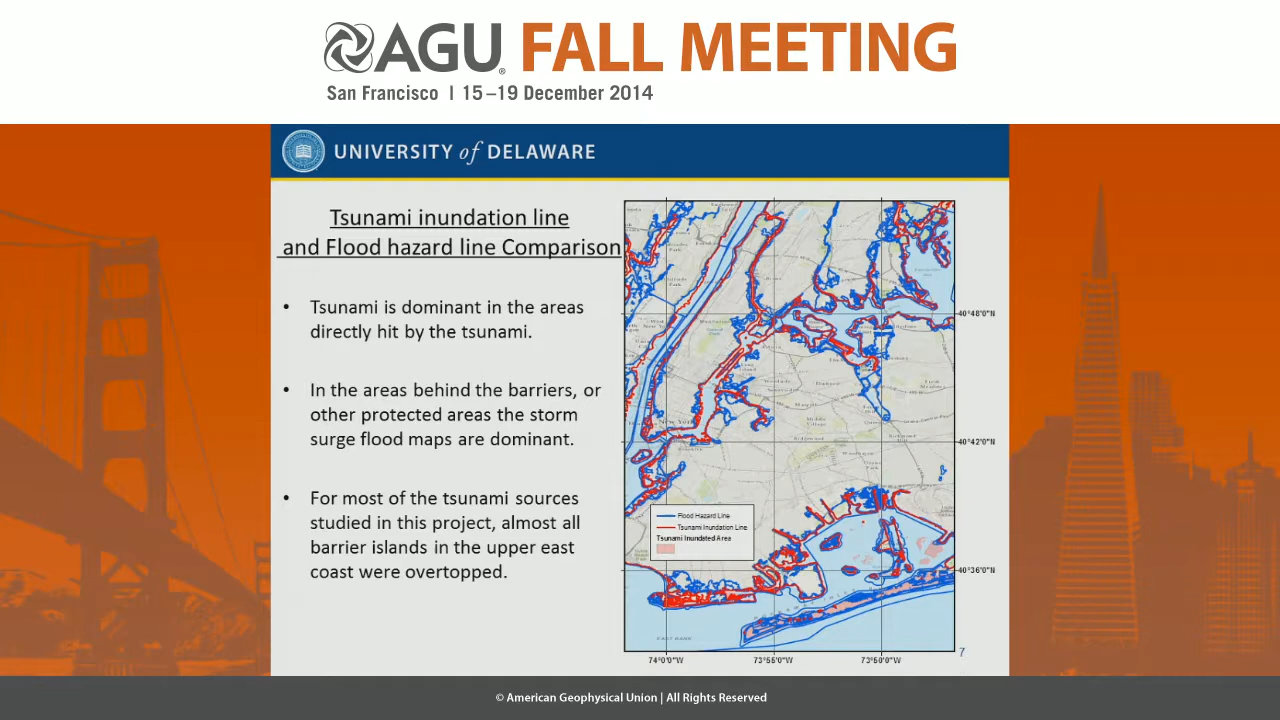 AGU FALL MEETING
San Francisco | 15–19 December 2014
UNIVERSITY of DELAWARE
Tsunami inundation line
and Flood hazard line Comparison
• Tsunami is dominant in the areas
directly hit by the tsunami.
• In the areas behind the barriers, or
other protected areas the storm
surge flood maps are dominant.
• For most of the tsunami sources
studied in this project, almost all
barrier islands in the upper east
coast were overtopped.
40°48'0"N
40°42'0"N
40°36'0"N
New York
Flood Hazard Line
Tsunami Inundation Line
Tsunami Inundated Area
74°0'0"W
73°55'0"W
73°50'0"W
7
© American Geophysical Union | All Rights Reserved